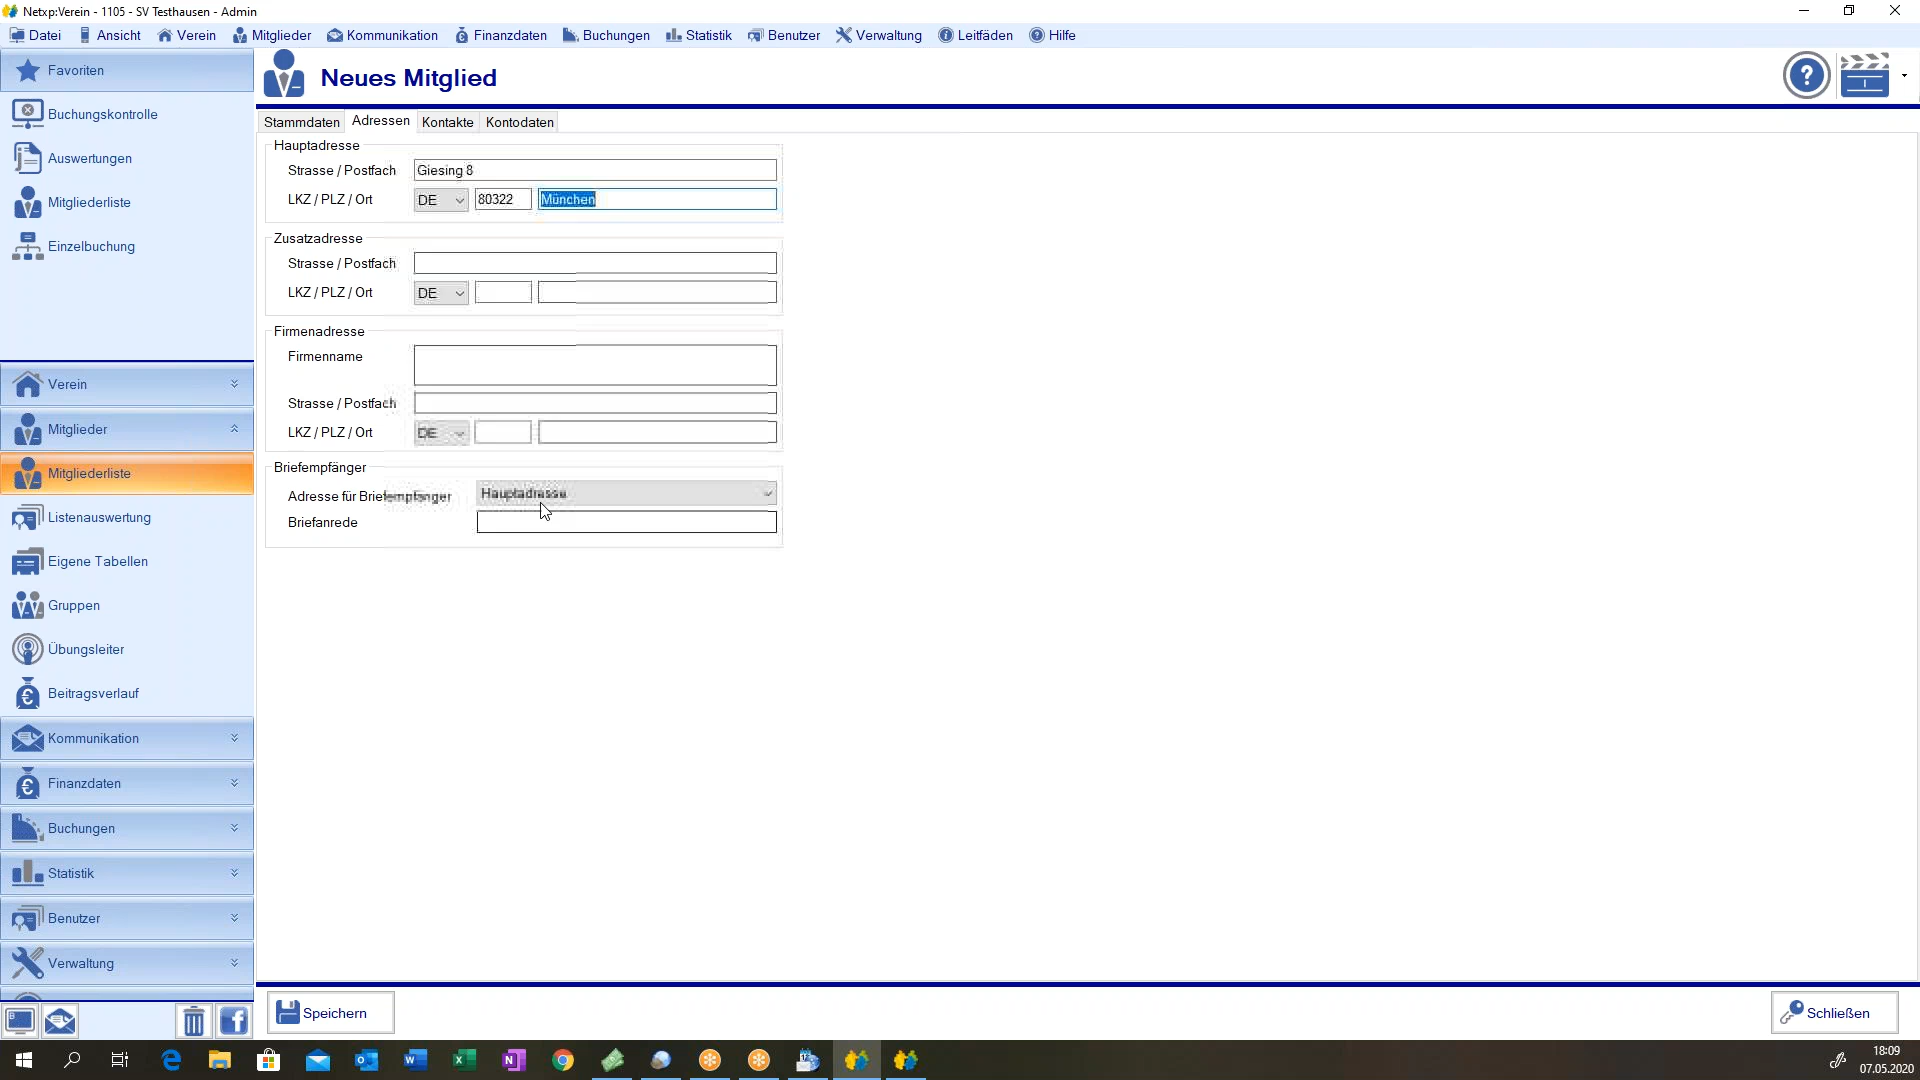 Netxp:Verein - 1105 - SV Testhausen - Admin
Datei Ansicht Verein Mitglieder Kommunikation Finanzdaten Buchungen Statistik Benutzer Verwaltung Leitfäden Hilfe
Favoriten
Buchungskontrolle
Auswertungen
Mitgliederliste
Einzelbuchung
Verein
Mitglieder
Mitgliederliste
Listenauswertung
Eigene Tabellen
Gruppen
Übungsleiter
Beitragsverlauf
Kommunikation
Finanzdaten
Buchungen
Statistik
Benutzer
Verwaltung
Neues Mitglied
Stammdaten Adressen Kontakte Kontodaten
Hauptadresse
Strasse / Postfach Giesing 8
LKZ / PLZ / Ort DE 80322 München
Zusatzadresse
Strasse / Postfach
LKZ / PLZ / Ort DE
Firmenadresse
Firmenname
Strasse / Postfach
LKZ / PLZ / Ort DE
Briefempfänger
Adresse für Briefempfänger Hauptadresse
Briefanrede
Speichern
Schließen
18:09
07.05.2020